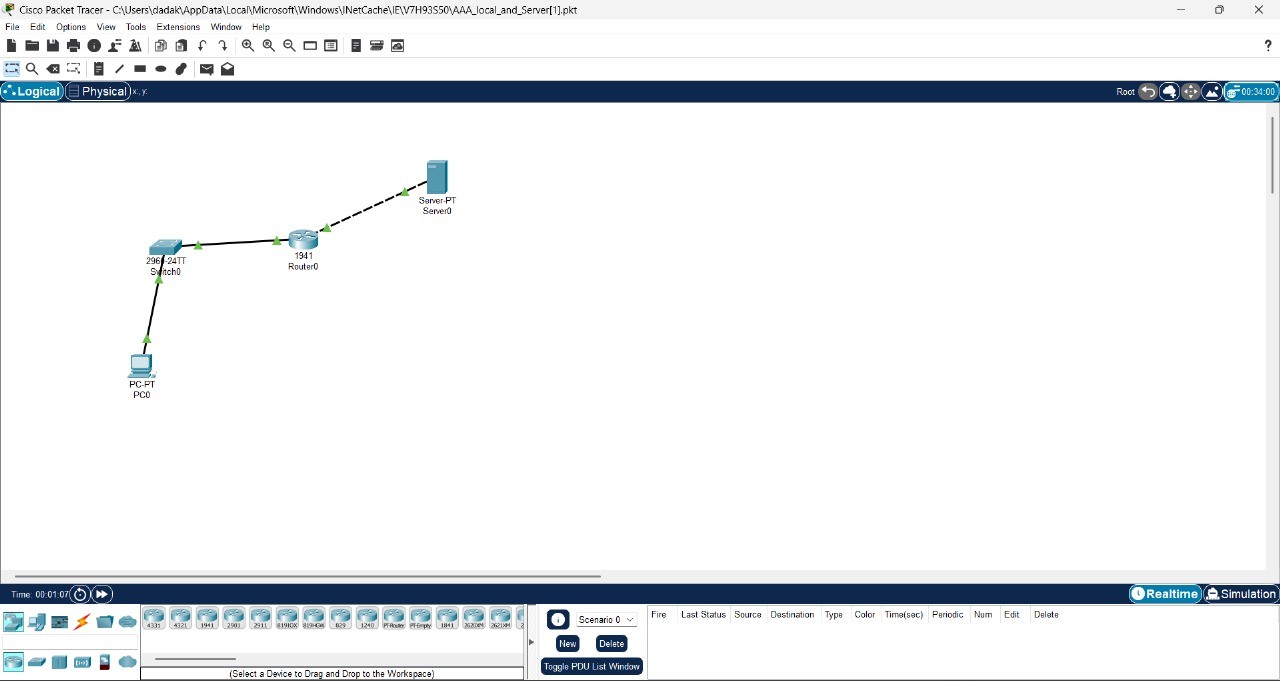 Cisco Packet Tracer - C:\Users\dadak\AppData\Local\Microsoft\Windows\INetCache\IE\V7H93S50\AAA_local_and_Server[1].pkt
File Edit Options View Tools Extensions Window Help
Logical Physical x: y:
Root 00:34:00
Server-PT
Server0
2960-24TT
Switch0
1941
Router0
PC-PT
PC0
Time: 00:01:07
Realtime Simulation
4331 4321 1941 2901 2911 819IOX 819HGW 829 1240 PT-Router PT-Empty 1841 2620XM 2621XM 2
(Select a Device to Drag and Drop to the Workspace)
Scenario 0
New Delete
Toggle PDU List Window
Fire Last Status Source Destination Type Color Time(sec) Periodic Num Edit Delete